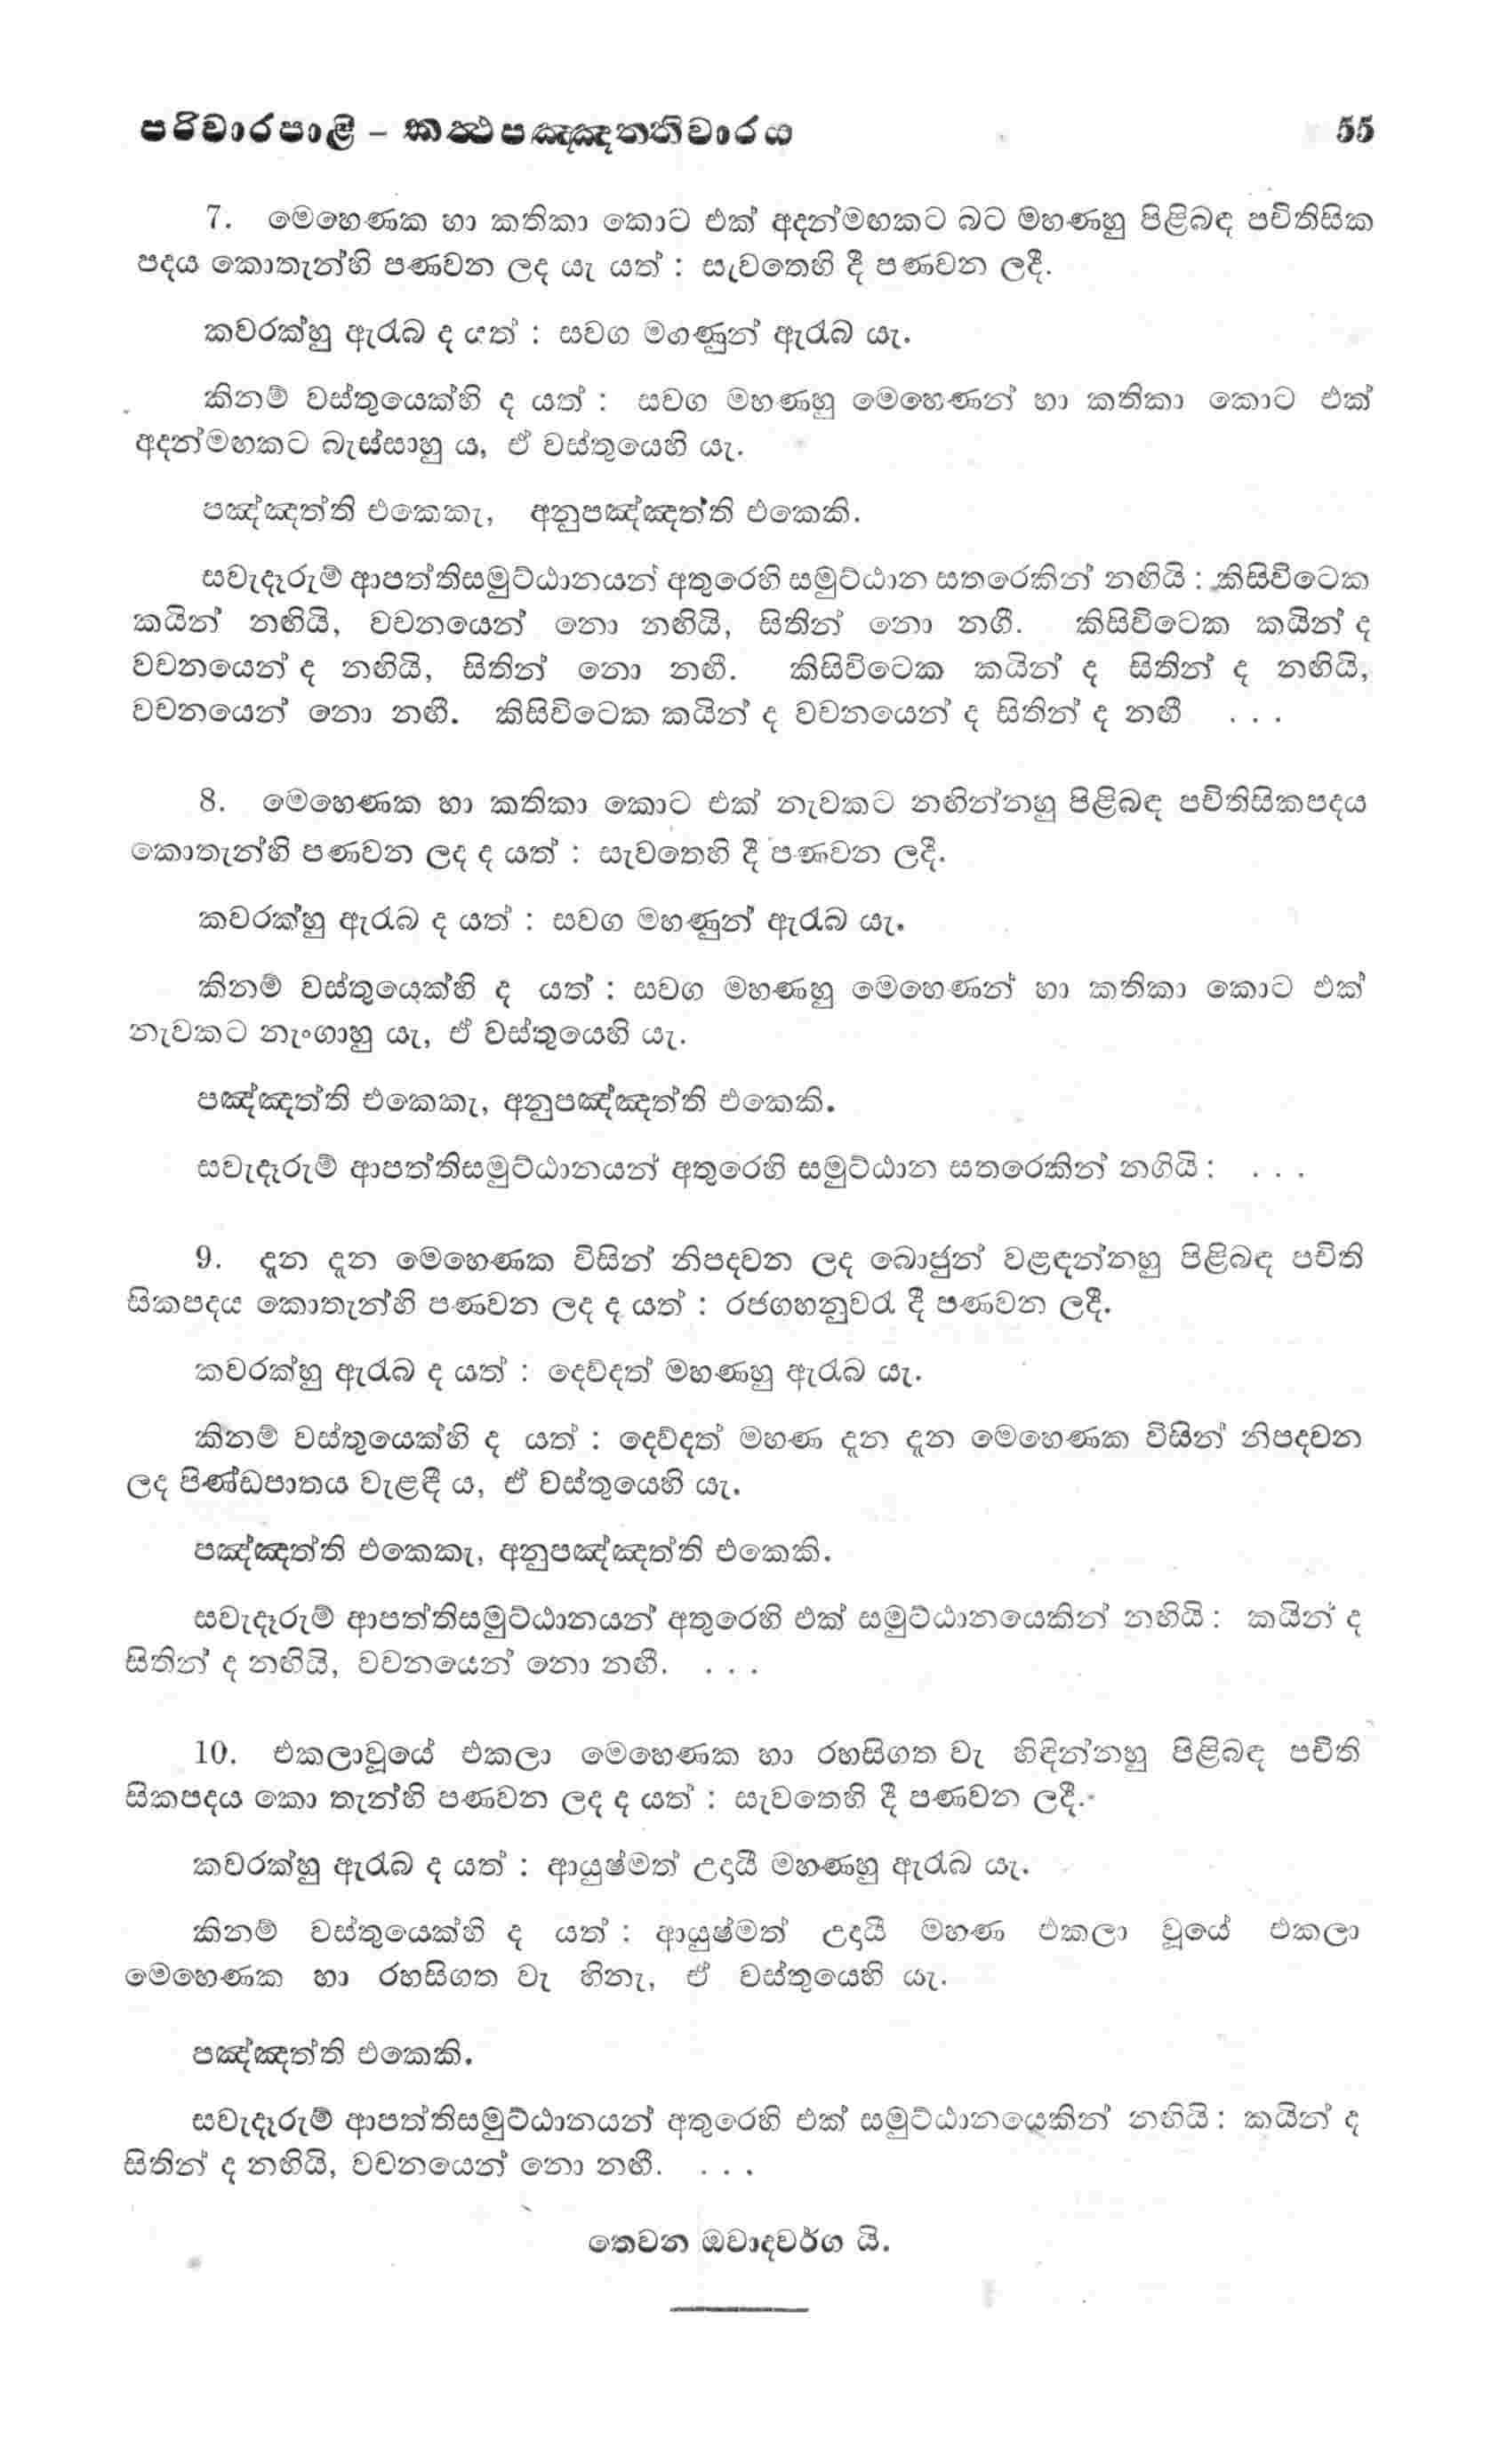 පරිවාරපාළි – කත්ථපඤ්ඤත්තිවාරය 55
7. මෙහෙණක හා කතිකා කොට එක් අදන්මඟකට බට මහණහු පිළිබඳ පචිතිසික
පදය කොතැන්හි පණවන ලද යැ යත් : සැවතෙහි දී පණවන ලදී.
කවරක්හු ඇරැබ ද යත් : සවග මහණුන් ඇරැබ යැ.
කිනම් වස්තුයෙක්හි ද යත් : සවග මහණහු මෙහෙණන් හා කතිකා කොට එක්
අදන්මඟකට බැස්සාහු ය, ඒ වස්තුයෙහි යැ.
පඤ්ඤත්ති එකෙකැ, අනුපඤ්ඤත්ති එකෙකි.
සවැදෑරුම් ආපත්තිසමුට්ඨානයන් අතුරෙහි සමුට්ඨාන සතරෙකින් නඟියි : කිසිවිටෙක
කයින් නඟියි, වචනයෙන් නො නඟියි, සිතින් නො නගී. කිසිවිටෙක කයින් ද
වචනයෙන් ද නඟියි, සිතින් නො නඟී. කිසිවිටෙක කයින් ද සිතින් ද නඟියි,
වචනයෙන් නො නඟී. කිසිවිටෙක කයින් ද වචනයෙන් ද සිතින් ද නඟී . . .
8. මෙහෙණක හා කතිකා කොට එක් නැවකට නඟින්නහු පිළිබඳ පචිතිසිකපදය
කොතැන්හි පණවන ලද ද යත් : සැවතෙහි දී පණවන ලදී.
කවරක්හු ඇරැබ ද යත් : සවග මහණුන් ඇරැබ යැ.
කිනම් වස්තුයෙක්හි ද යත් : සවග මහණහු මෙහෙණන් හා කතිකා කොට එක්
නැවකට නැංගාහු යැ, ඒ වස්තුයෙහි යැ.
පඤ්ඤත්ති එකෙකැ, අනුපඤ්ඤත්ති එකෙකි.
සවැදෑරුම් ආපත්තිසමුට්ඨානයන් අතුරෙහි සමුට්ඨාන සතරෙකින් නගියි : . . .
9. දැන දැන මෙහෙණක විසින් නිපදවන ලද බොජුන් වළඳන්නහු පිළිබඳ පචිති
සිකපදය කොතැන්හි පණවන ලද ද යත් : රජගහනුවරැ දී පණවන ලදී.
කවරක්හු ඇරැබ ද යත් : දෙව්දත් මහණහු ඇරැබ යැ.
කිනම් වස්තුයෙක්හි ද යත් : දෙව්දත් මහණ දැන දැන මෙහෙණක විසින් නිපදවන
ලද පිණ්ඩපාතය වැළඳී ය, ඒ වස්තුයෙහි යැ.
පඤ්ඤත්ති එකෙකැ, අනුපඤ්ඤත්ති එකෙකි.
සවැදෑරුම් ආපත්තිසමුට්ඨානයන් අතුරෙහි එක් සමුට්ඨානයෙකින් නඟියි : කයින් ද
සිතින් ද නඟියි, වචනයෙන් නො නඟී. . . .
10. එකලාවූයේ එකලා මෙහෙණක හා රහසිගත වැ හිඳින්නහු පිළිබඳ පචිති
සිකපදය කො තැන්හි පණවන ලද ද යත් : සැවතෙහි දී පණවන ලදී.
කවරක්හු ඇරැබ ද යත් : ආයුෂ්මත් උදායී මහණහු ඇරැබ යැ.
කිනම් වස්තුයෙක්හි ද යත් : ආයුෂ්මත් උදායී මහණ එකලා වූයේ එකලා
මෙහෙණක හා රහසිගත වැ හිනැ, ඒ වස්තුයෙහි යැ.
පඤ්ඤත්ති එකෙකි.
සවැදෑරුම් ආපත්තිසමුට්ඨානයන් අතුරෙහි එක් සමුට්ඨානයෙකින් නඟියි : කයින් ද
සිතින් ද නඟියි, වචනයෙන් නො නඟී. . . .
තෙවන ඔවාදවර්ග යි.